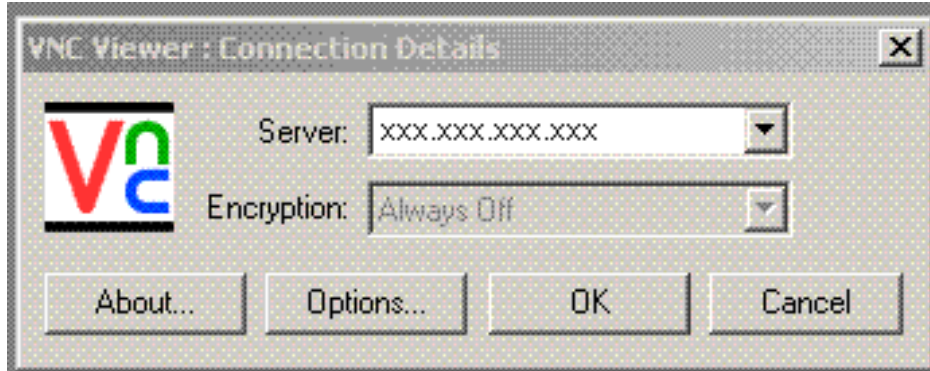 VNC Viewer : Connection Details
Vnc
Server: xxx.xxx.xxx.xxx
Encryption: Always Off
About... Options... OK Cancel